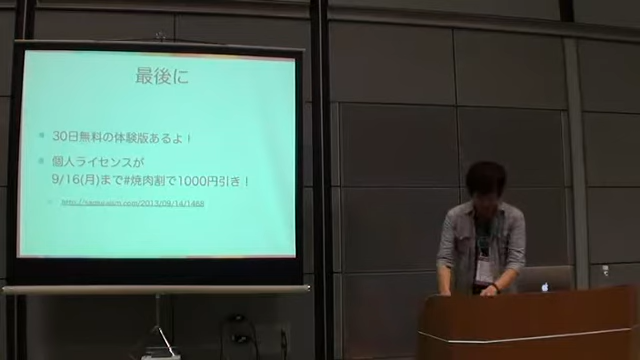 最後に
30日無料の体験版あるよ！
個人ライセンスが
9/16(月)まで#焼肉割で1000円引き！